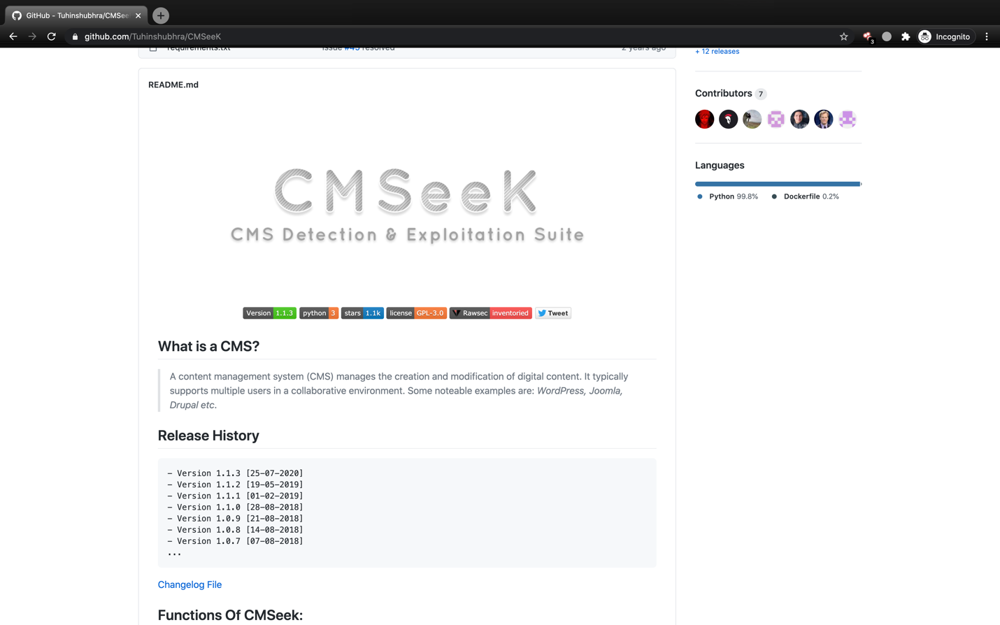 GitHub - Tuhinshubhra/CMSee
github.com/Tuhinshubhra/CMSeeK
3
Incognito
requirements.txt
Issue #45 resolved
2 years ago
+ 12 releases
README.md
CMSeeK
CMS Detection & Exploitation Suite
Version 1.1.3 python 3 stars 1.1k license GPL-3.0 Rawsec inventoried Tweet
What is a CMS?
A content management system (CMS) manages the creation and modification of digital content. It typically
supports multiple users in a collaborative environment. Some noteable examples are: WordPress, Joomla,
Drupal etc.
Release History
- Version 1.1.3 [25-07-2020]
- Version 1.1.2 [19-05-2019]
- Version 1.1.1 [01-02-2019]
- Version 1.1.0 [28-08-2018]
- Version 1.0.9 [21-08-2018]
- Version 1.0.8 [14-08-2018]
- Version 1.0.7 [07-08-2018]
...
Changelog File
Functions Of CMSeek:
Contributors 7
Languages
Python 99.8% Dockerfile 0.2%